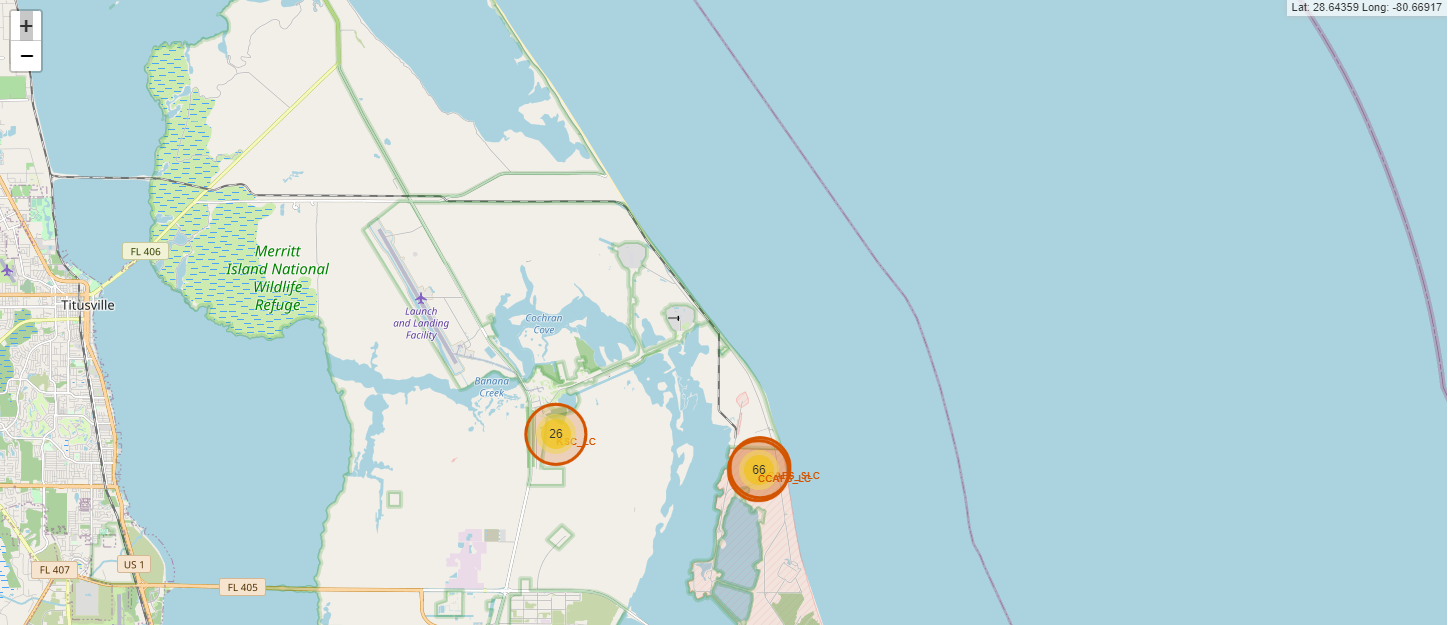 +
−
Lat: 28.64359 Long: -80.66917
FL 406
Merritt
Island National
Wildlife
Refuge
Titusville
Launch
and Landing
Facility
Cochran
Cove
Banana
Creek
26
66
FL 407
US 1
FL 405